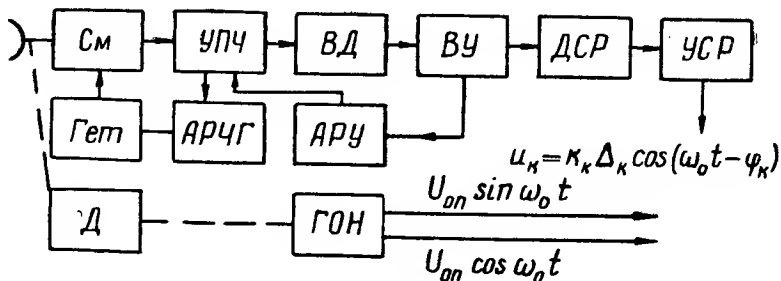 См
УПЧ
ВД
ВУ
ДСР
УСР
Гет
АРЧГ
АРУ
u_к = к_к Δ_к cos(ω_o t − φ_к)
U_оп sin ω_o t
Д
ГОН
U_оп cos ω_o t